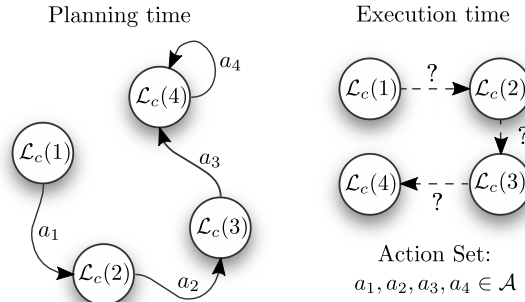 Planning time
Execution time
a₄
ℒ_c(4)
ℒ_c(1)
a₃
a₁
ℒ_c(3)
ℒ_c(2)
a₂
ℒ_c(1)
?
ℒ_c(2)
?
ℒ_c(4)
?
ℒ_c(3)
Action Set:
a₁, a₂, a₃, a₄ ∈ 𝒜